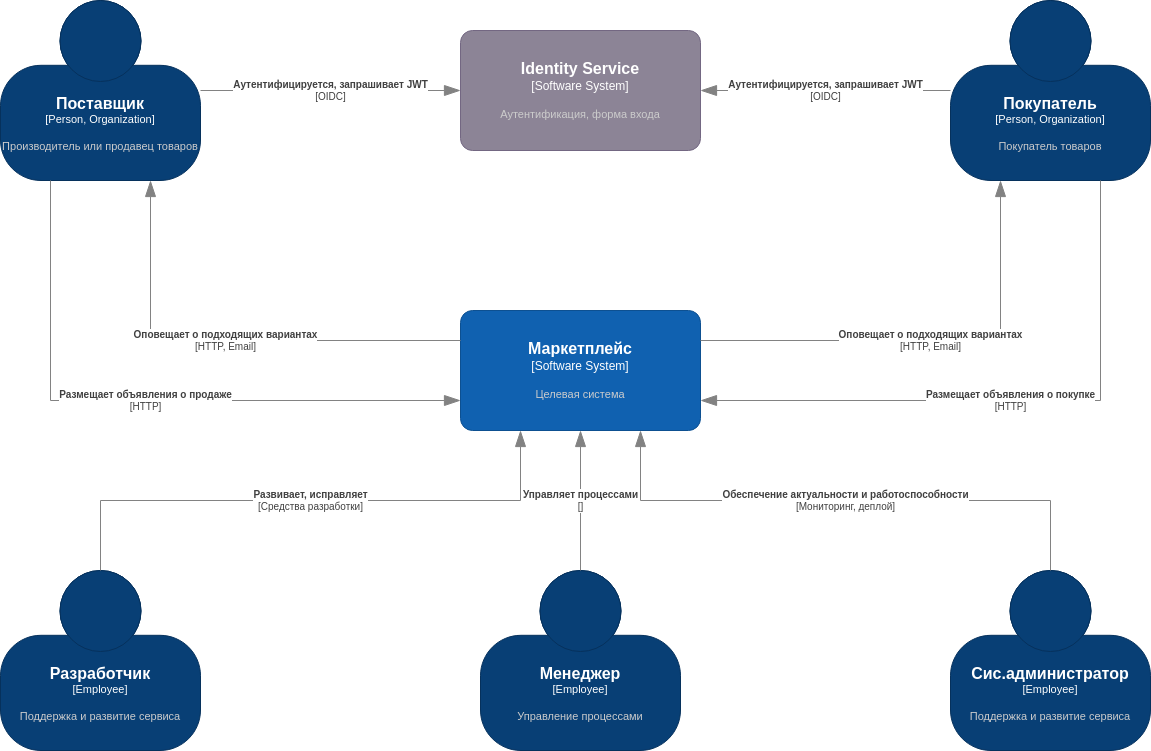 Поставщик
[Person, Organization]
Производитель или продавец товаров
Аутентифицируется, запрашивает JWT
[OIDC]
Identity Service
[Software System]
Аутентификация, форма входа
Аутентифицируется, запрашивает JWT
[OIDC]
Покупатель
[Person, Organization]
Покупатель товаров
Оповещает о подходящих вариантах
[HTTP, Email]
Размещает объявления о продаже
[HTTP]
Маркетплейс
[Software System]
Целевая система
Оповещает о подходящих вариантах
[HTTP, Email]
Размещает объявления о покупке
[HTTP]
Развивает, исправляет
[Средства разработки]
Управляет процессами
[]
Обеспечение актуальности и работоспособности
[Мониторинг, деплой]
Разработчик
[Employee]
Поддержка и развитие сервиса
Менеджер
[Employee]
Управление процессами
Сис.администратор
[Employee]
Поддержка и развитие сервиса